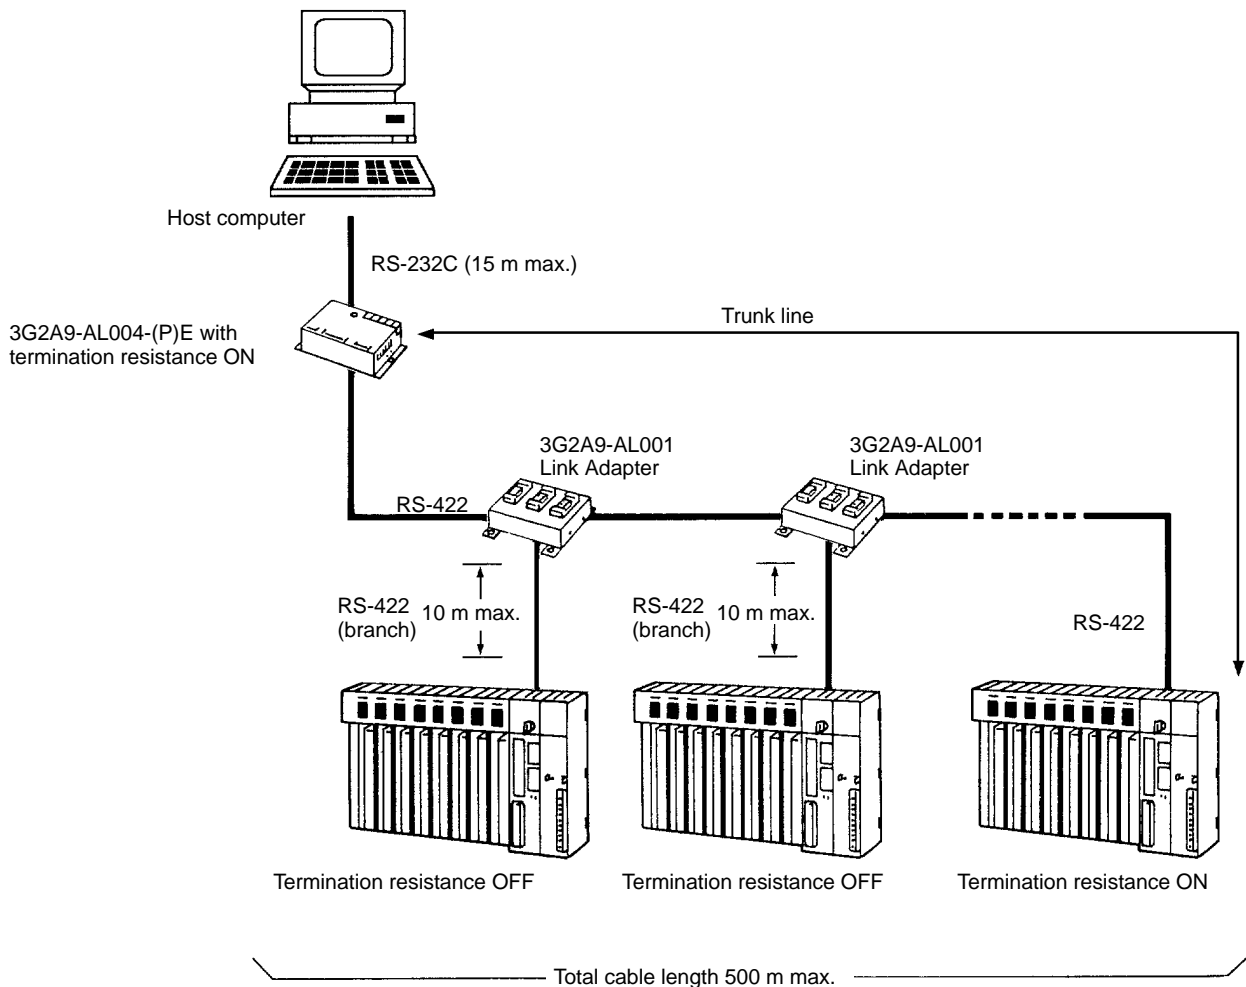 Host computer
RS-232C (15 m max.)
3G2A9-AL004-(P)E with
termination resistance ON
Trunk line
3G2A9-AL001
Link Adapter
3G2A9-AL001
Link Adapter
RS-422
RS-422
(branch)
10 m max.
RS-422
(branch)
10 m max.
RS-422
Termination resistance OFF
Termination resistance OFF
Termination resistance ON
Total cable length 500 m max.